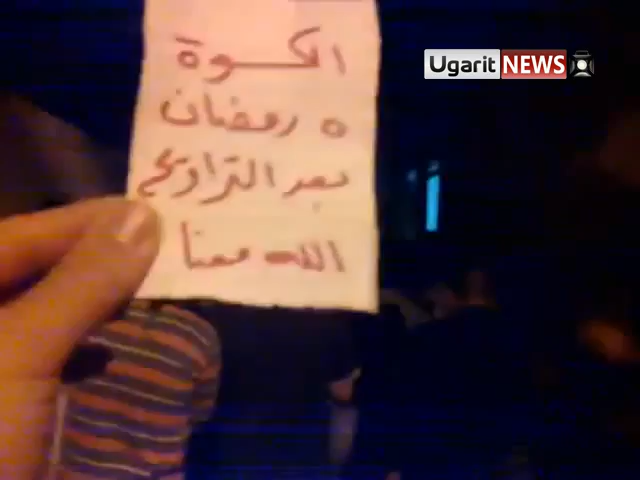 الكسوة
٥ رمضان
بعد التراويح
الله معنا
Ugarit NEWS